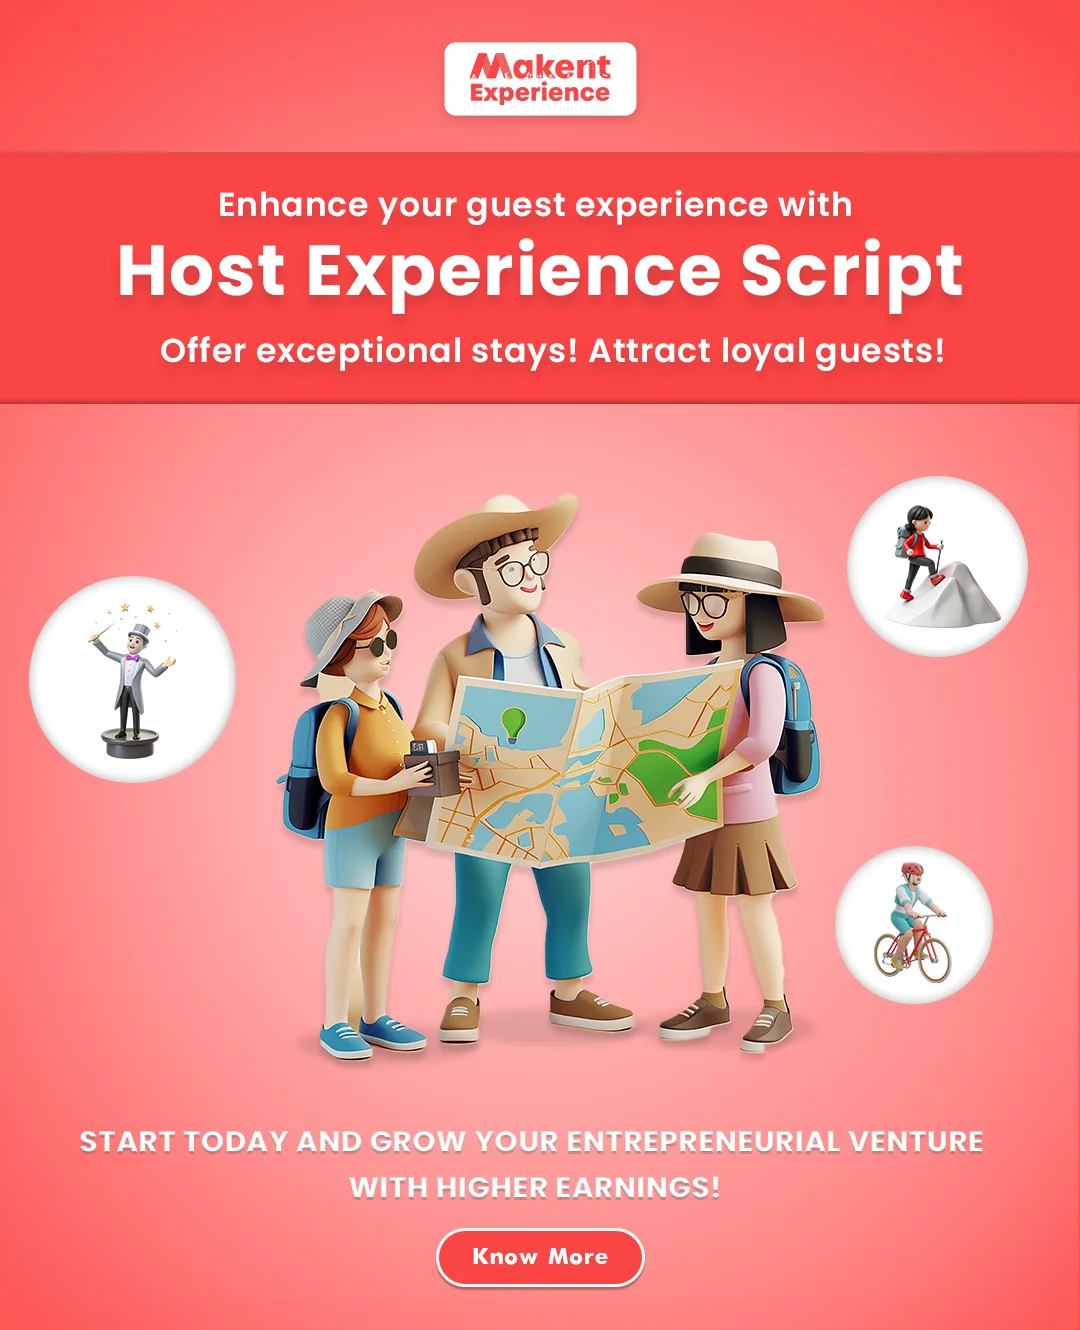 Makent
Experience
Enhance your guest experience with
Host Experience Script
Offer exceptional stays! Attract loyal guests!
START TODAY AND GROW YOUR ENTREPRENEURIAL VENTURE
WITH HIGHER EARNINGS!
Know More